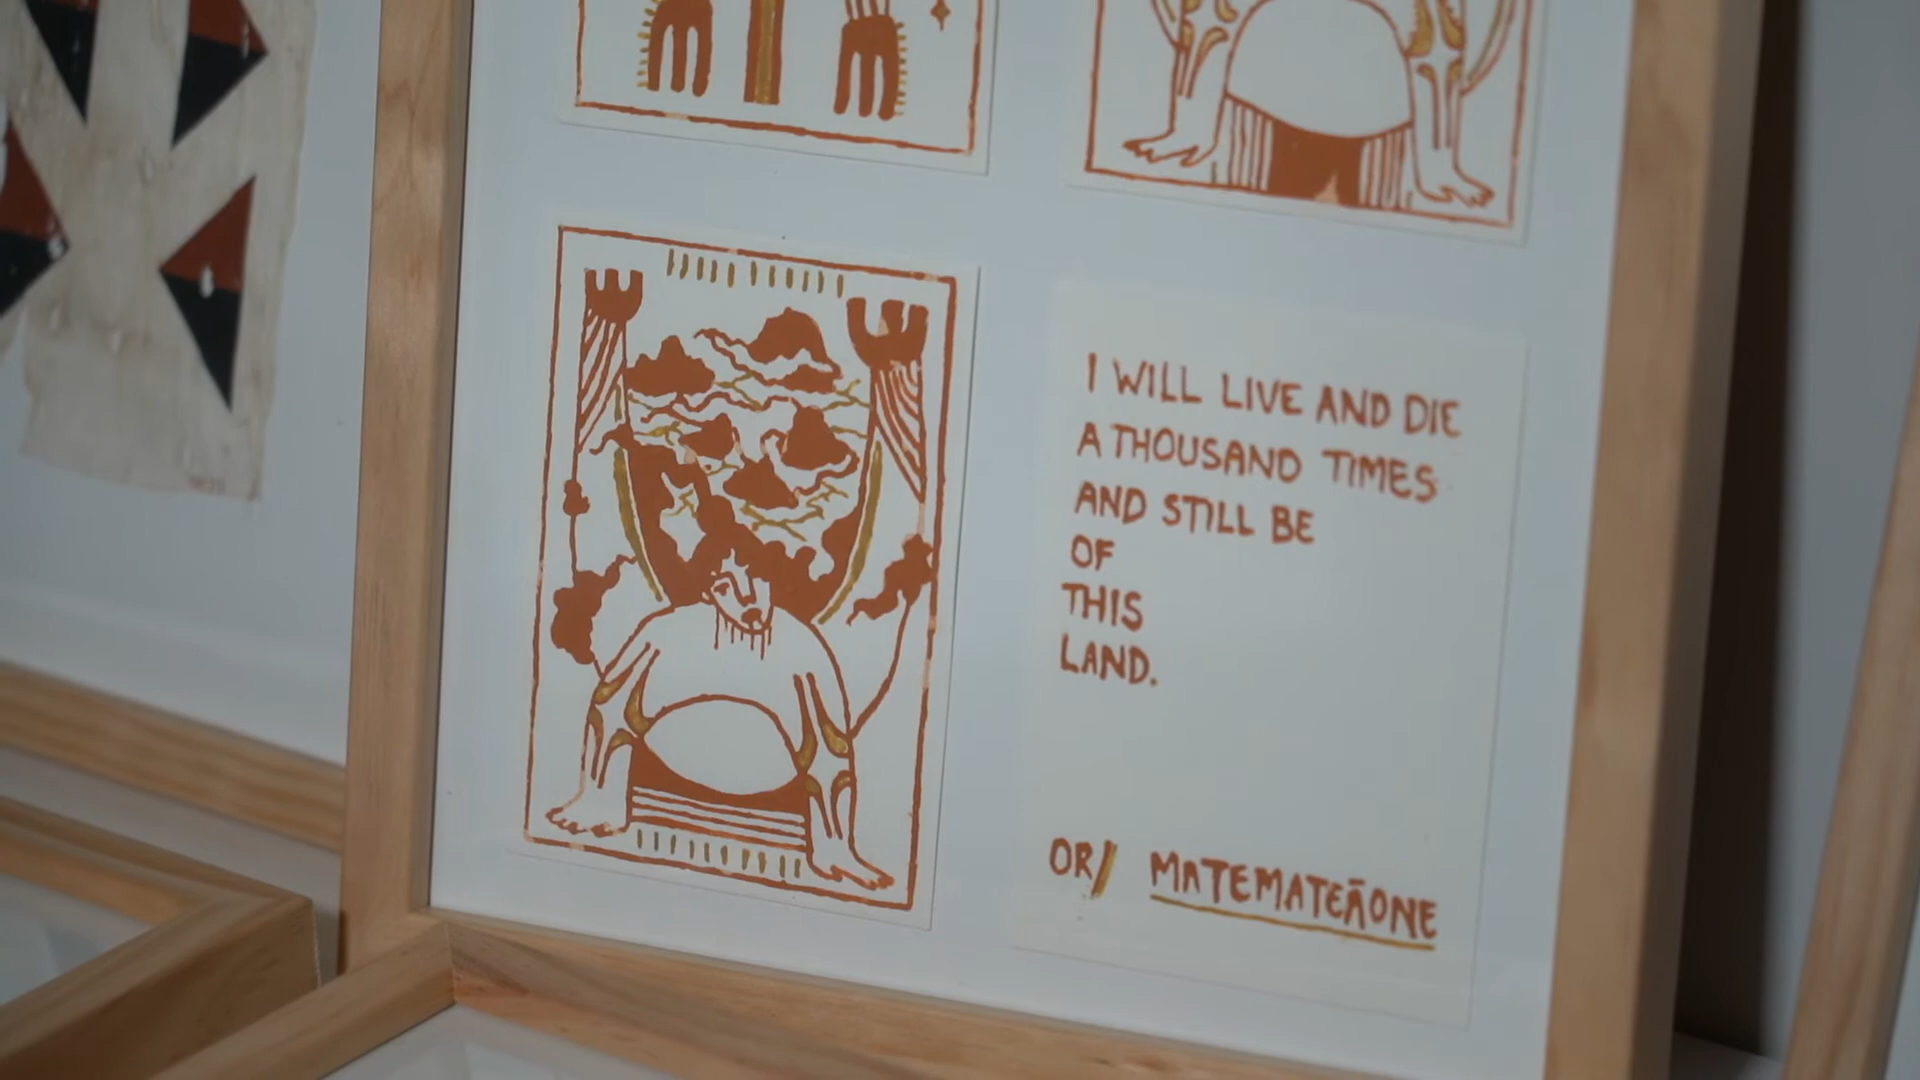 I WILL LIVE AND DIE
A THOUSAND TIMES
AND STILL BE
OF
THIS
LAND.
OR/ MATEMATEĀONE